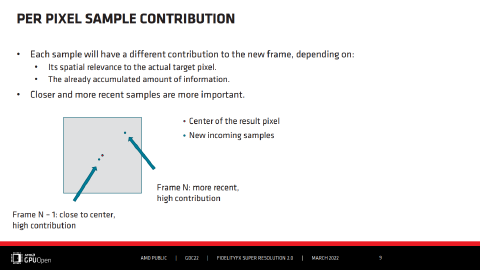 PER PIXEL SAMPLE CONTRIBUTION
• Each sample will have a different contribution to the new frame, depending on:
• Its spatial relevance to the actual target pixel.
• The already accumulated amount of information.
• Closer and more recent samples are more important.
• Center of the result pixel
• New incoming samples
Frame N: more recent,
high contribution
Frame N – 1: close to center,
high contribution
AMD
GPUOpen
AMD PUBLIC | GDC22 | FIDELITYFX SUPER RESOLUTION 2.0 | MARCH 2022
9